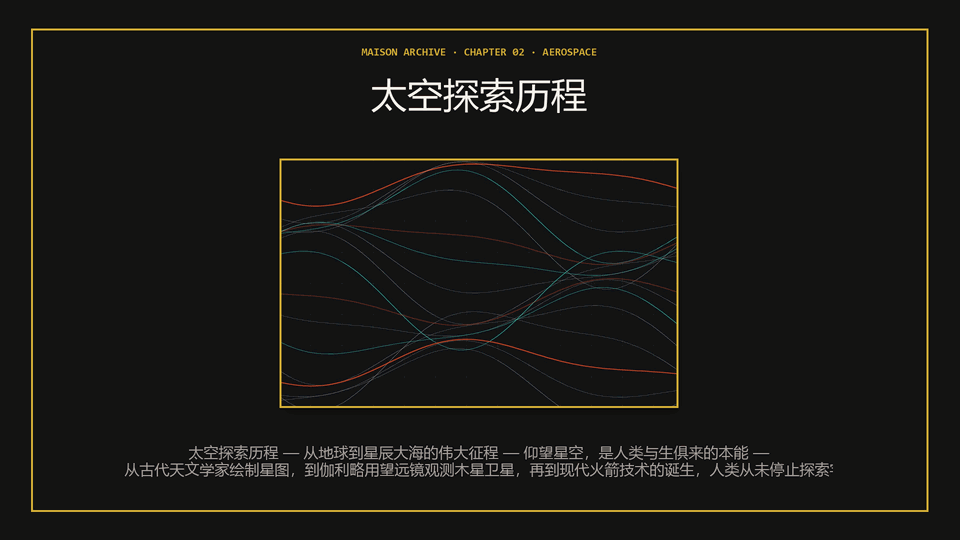 MAISON ARCHIVE · CHAPTER 02 · AEROSPACE
太空探索历程
太空探索历程 — 从地球到星辰大海的伟大征程 — 仰望星空，是人类与生俱来的本能 —
从古代天文学家绘制星图，到伽利略用望远镜观测木星卫星，再到现代火箭技术的诞生，人类从未停止探索